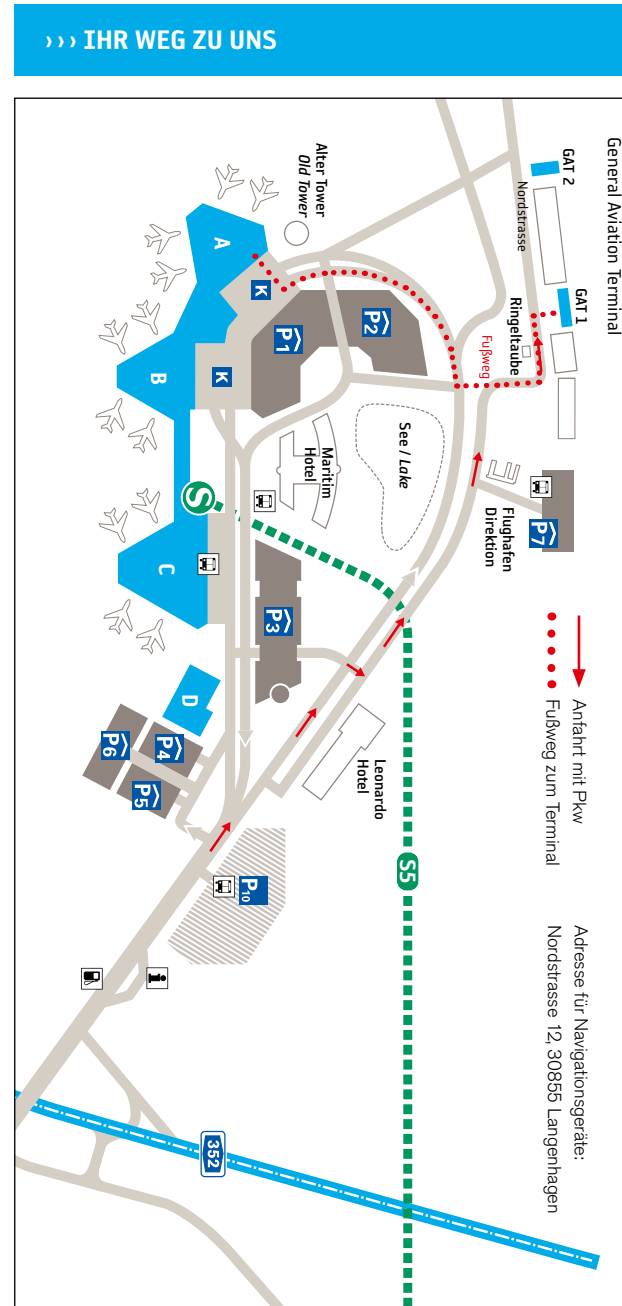 ››› IHR WEG ZU UNS
General Aviation Terminal
GAT 2
GAT 1
Nordstrasse
Ringeltaube
Fußweg
Alter Tower
Old Tower
A
K
P2
P1
B
K
See / Lake
Maritim
Hotel
Flughafen
Direktion
P7
S
C
P3
D
P4
P5
P6
Leonardo
Hotel
P10
S5
352
Anfahrt mit Pkw
Fußweg zum Terminal
Adresse für Navigationsgeräte:
Nordstrasse 12, 30855 Langenhagen